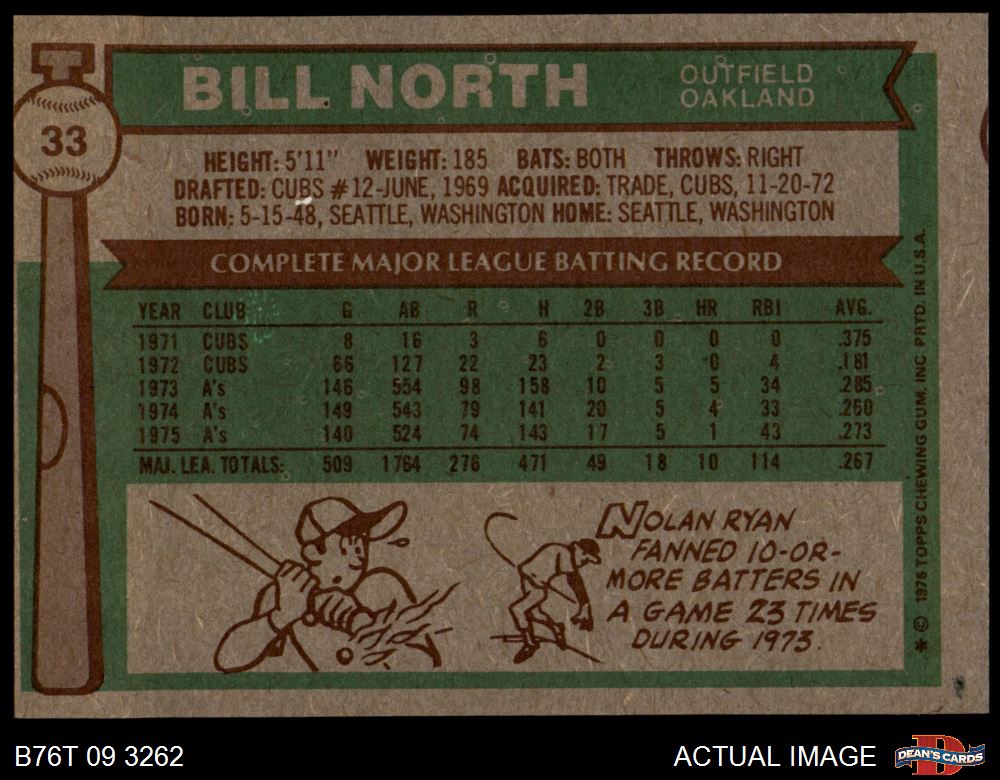 33
BILL NORTH
OUTFIELD
OAKLAND
HEIGHT: 5'11" WEIGHT: 185 BATS: BOTH THROWS: RIGHT
DRAFTED: CUBS #12-JUNE, 1969 ACQUIRED: TRADE, CUBS, 11-20-72
BORN: 5-15-48, SEATTLE, WASHINGTON HOME: SEATTLE, WASHINGTON
COMPLETE MAJOR LEAGUE BATTING RECORD
YEAR CLUB G AB R H 2B 3B HR RBI AVG.
1971 CUBS 8 16 3 6 0 0 0 0 .375
1972 CUBS 66 127 22 23 2 3 0 4 .181
1973 A's 146 554 98 158 10 5 5 34 .285
1974 A's 149 543 79 141 20 5 4 33 .260
1975 A's 140 524 74 143 17 5 1 43 .273
MAJ. LEA. TOTALS: 509 1764 276 471 49 18 10 114 .267
NOLAN RYAN
FANNED 10-OR-
MORE BATTERS IN
A GAME 23 TIMES
DURING 1973.
* © 1976 TOPPS CHEWING GUM, INC PRTD. IN U.S.A.
B76T 09 3262
ACTUAL IMAGE
DEAN'S CARDS